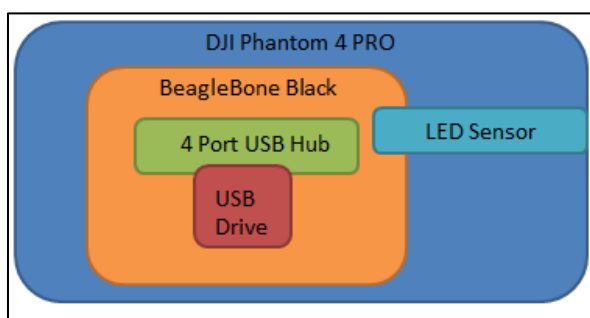 DJI Phantom 4 PRO
BeagleBone Black
4 Port USB Hub
LED Sensor
USB
Drive